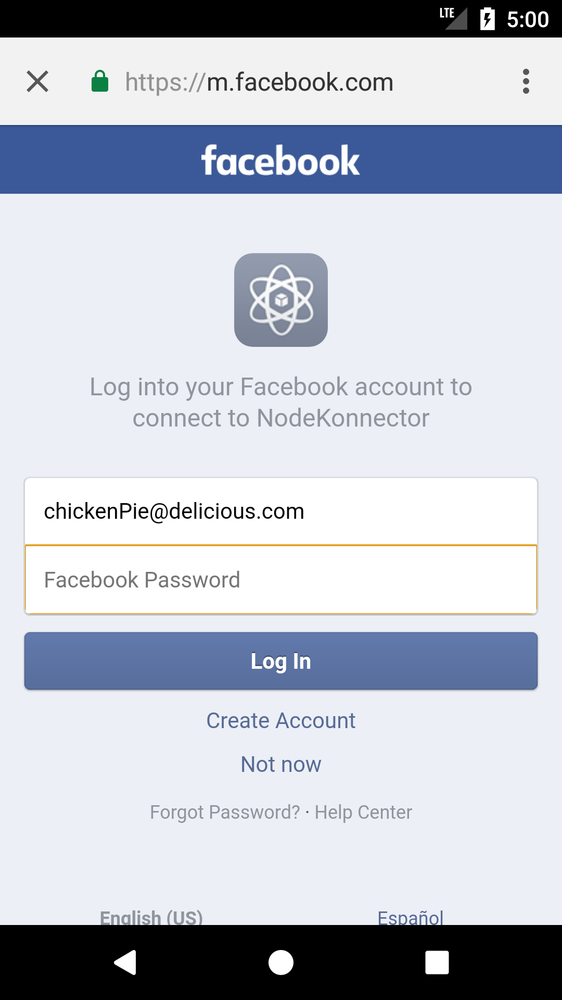 LTE 5:00
https://m.facebook.com
facebook
Log into your Facebook account to
connect to NodeKonnector
chickenPie@delicious.com
Facebook Password
Log In
Create Account
Not now
Forgot Password? · Help Center
English (US) Español